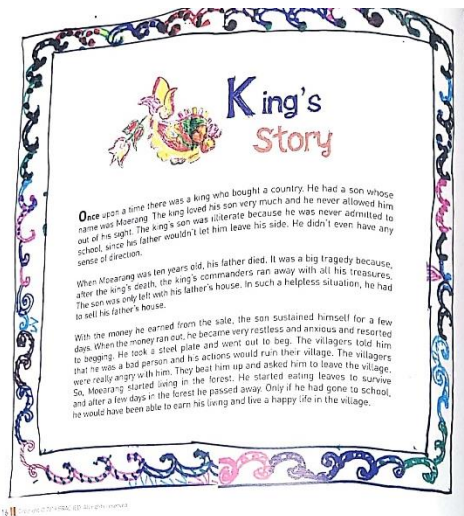 King's
Story
Once upon a time there was a king who bought a country. He had a son whose
name was Moerang. The king loved his son very much and he never allowed him
out of his sight. The king's son was illiterate because he was never admitted to
school, since his father wouldn't let him leave his side. He didn't even have any
sense of direction.
When Moearang was ten years old, his father died. It was a big tragedy because,
after the king's death, the king's commanders ran away with all his treasures,
The son was only left with his father's house. In such a helpless situation, he had
to sell his father's house.
With the money he earned from the sale, the son sustained himself for a few
days. When the money ran out, he became very restless and anxious and resorted
to begging. He took a steel plate and went out to beg. The villagers told him
that he was a bad person and his actions would ruin their village. The villagers
were really angry with him. They beat him up and asked him to leave the village.
So, Moearang started living in the forest. He started eating leaves to survive
and after a few days in the forest he passed away. Only if he had gone to school,
he would have been able to earn his living and live a happy life in the village.
16
All rights reserved